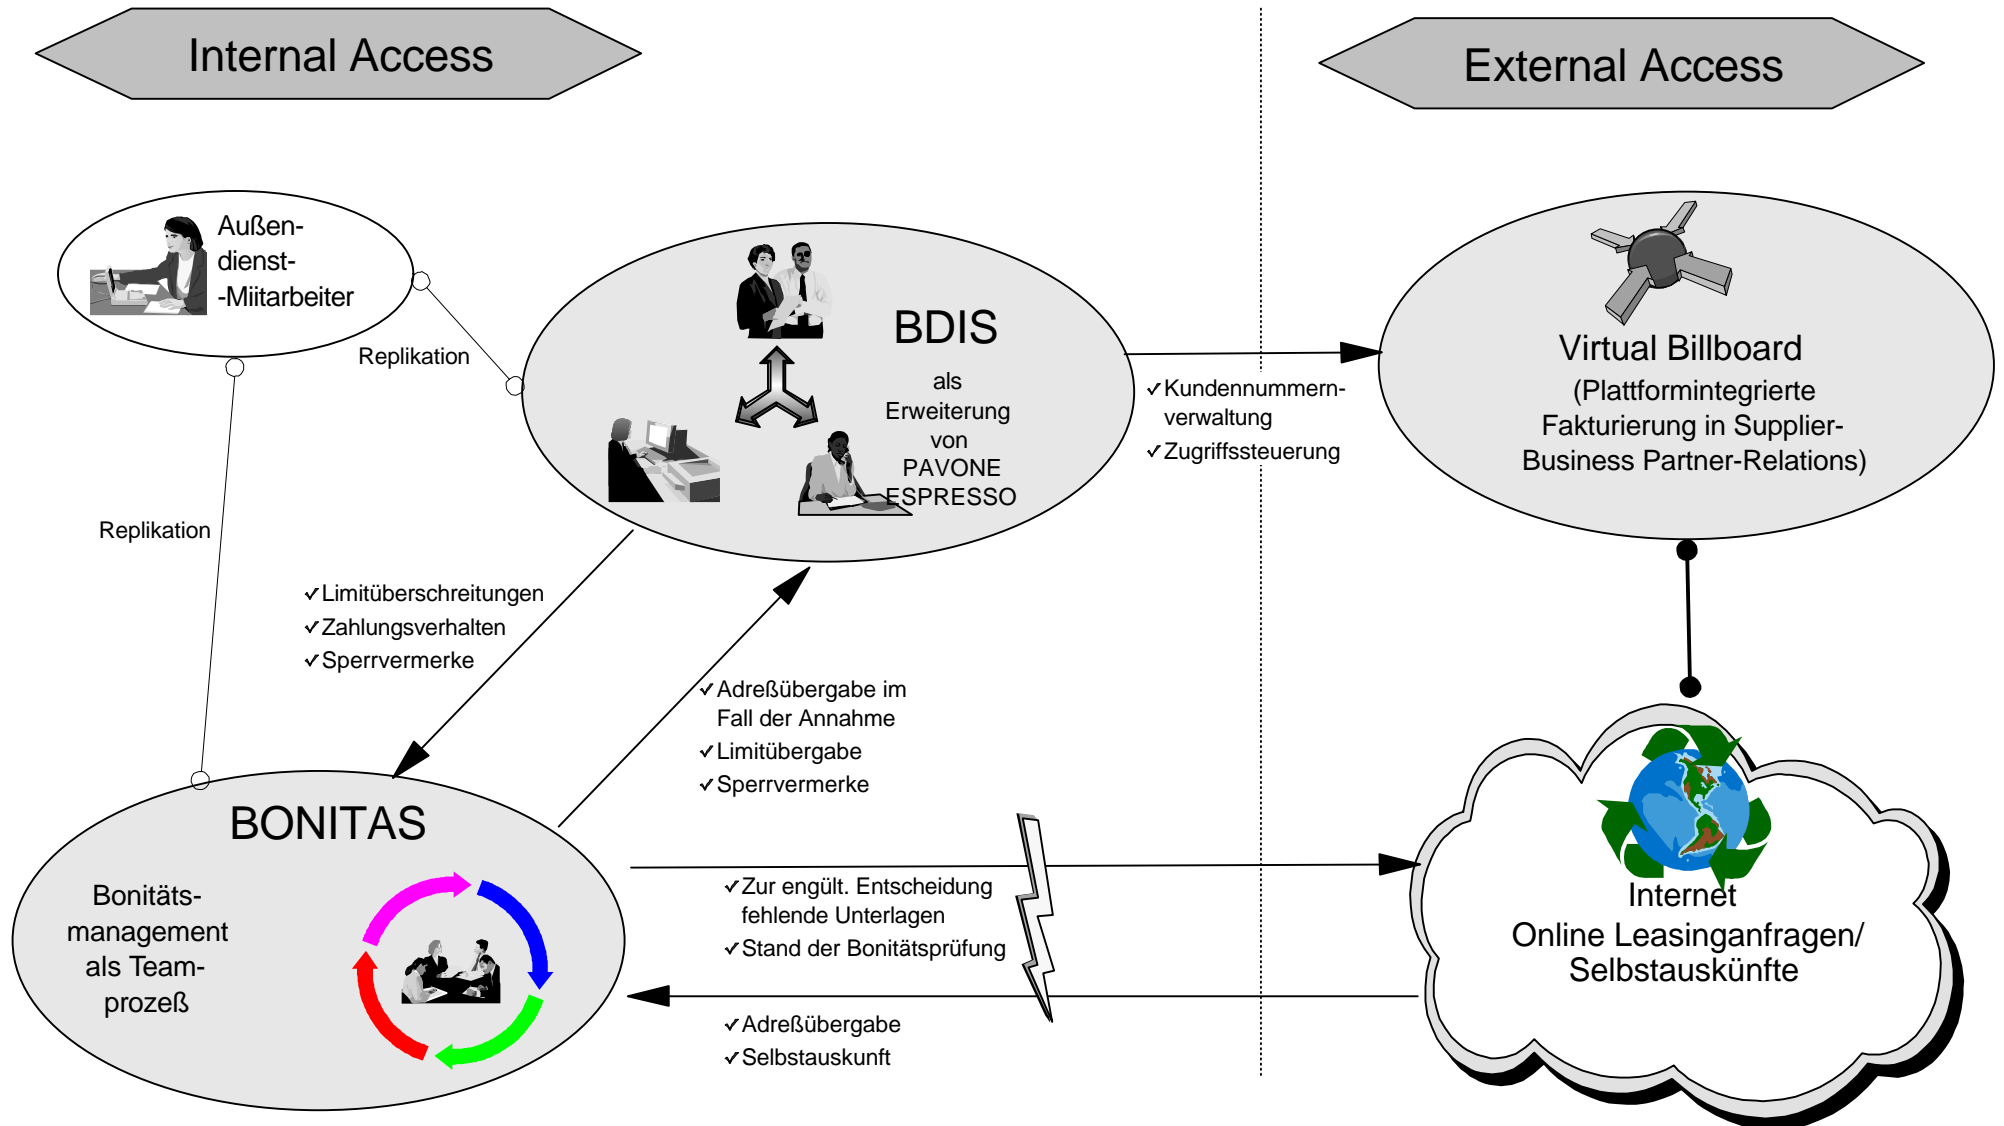 Internal Access
External Access
Außen-
dienst-
-Miitarbeiter
Replikation
Replikation
BDIS
als
Erweiterung
von
PAVONE
ESPRESSO
✓Kundennummern-
verwaltung
✓Zugriffssteuerung
Virtual Billboard
(Plattformintegrierte
Fakturierung in Supplier-
Business Partner-Relations)
✓Limitüberschreitungen
✓Zahlungsverhalten
✓Sperrvermerke
✓Adreßübergabe im
Fall der Annahme
✓Limitübergabe
✓Sperrvermerke
BONITAS
Bonitäts-
management
als Team-
prozeß
✓Zur engült. Entscheidung
fehlende Unterlagen
✓Stand der Bonitätsprüfung
✓Adreßübergabe
✓Selbstauskunft
Internet
Online Leasinganfragen/
Selbstauskünfte